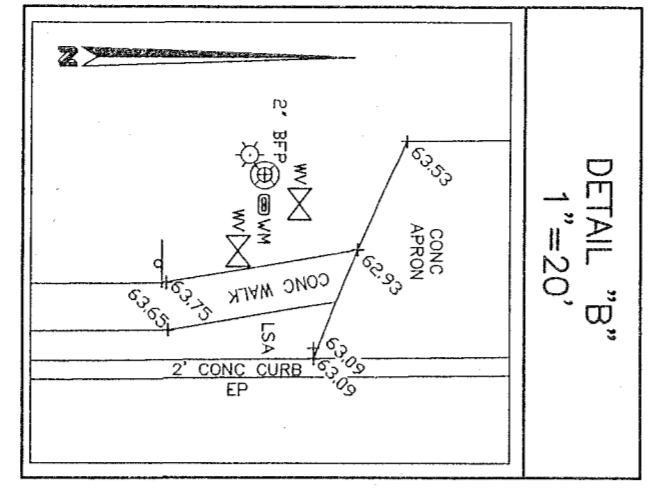 DETAIL "B"
1"=20'
N
2' BFP
WV
WM
WV
63.53
CONC
APRON
62.93
CONC WALK
63.75
63.65
LSA
63.09
63.09
2' CONC CURB
EP